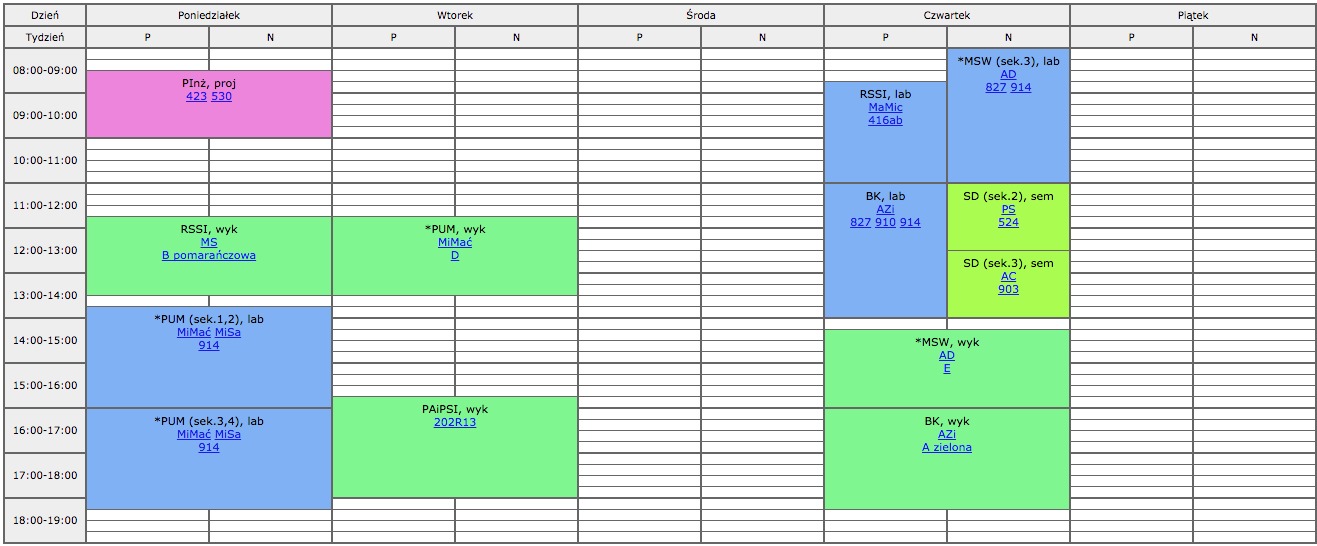 Dzień Poniedziałek Wtorek Środa Czwartek Piątek
Tydzień P N P N P N P N P N
08:00-09:00
09:00-10:00
10:00-11:00
11:00-12:00
12:00-13:00
13:00-14:00
14:00-15:00
15:00-16:00
16:00-17:00
17:00-18:00
18:00-19:00
PInż, proj
423 530
RSSI, wyk
MS
B pomarańczowa
*PUM (sek.1,2), lab
MiMać MiSa
914
*PUM (sek.3,4), lab
MiMać MiSa
914
*PUM, wyk
MiMać
D
PAiPSI, wyk
202R13
RSSI, lab
MaMic
416ab
*MSW (sek.3), lab
AD
827 914
BK, lab
AZi
827 910 914
SD (sek.2), sem
PS
524
SD (sek.3), sem
AC
903
*MSW, wyk
AD
E
BK, wyk
AZi
A zielona